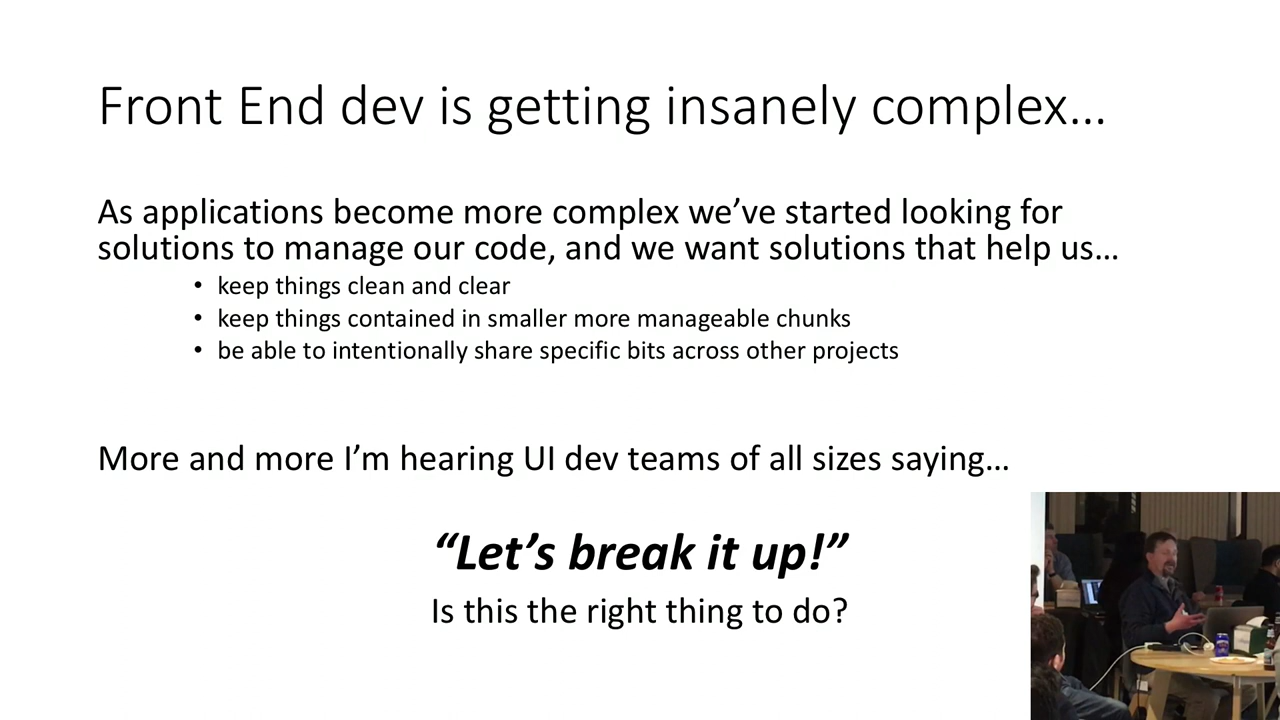 Front End dev is getting insanely complex…
As applications become more complex we’ve started looking for
solutions to manage our code, and we want solutions that help us…
• keep things clean and clear
• keep things contained in smaller more manageable chunks
• be able to intentionally share specific bits across other projects
More and more I’m hearing UI dev teams of all sizes saying…
“Let’s break it up!”
Is this the right thing to do?